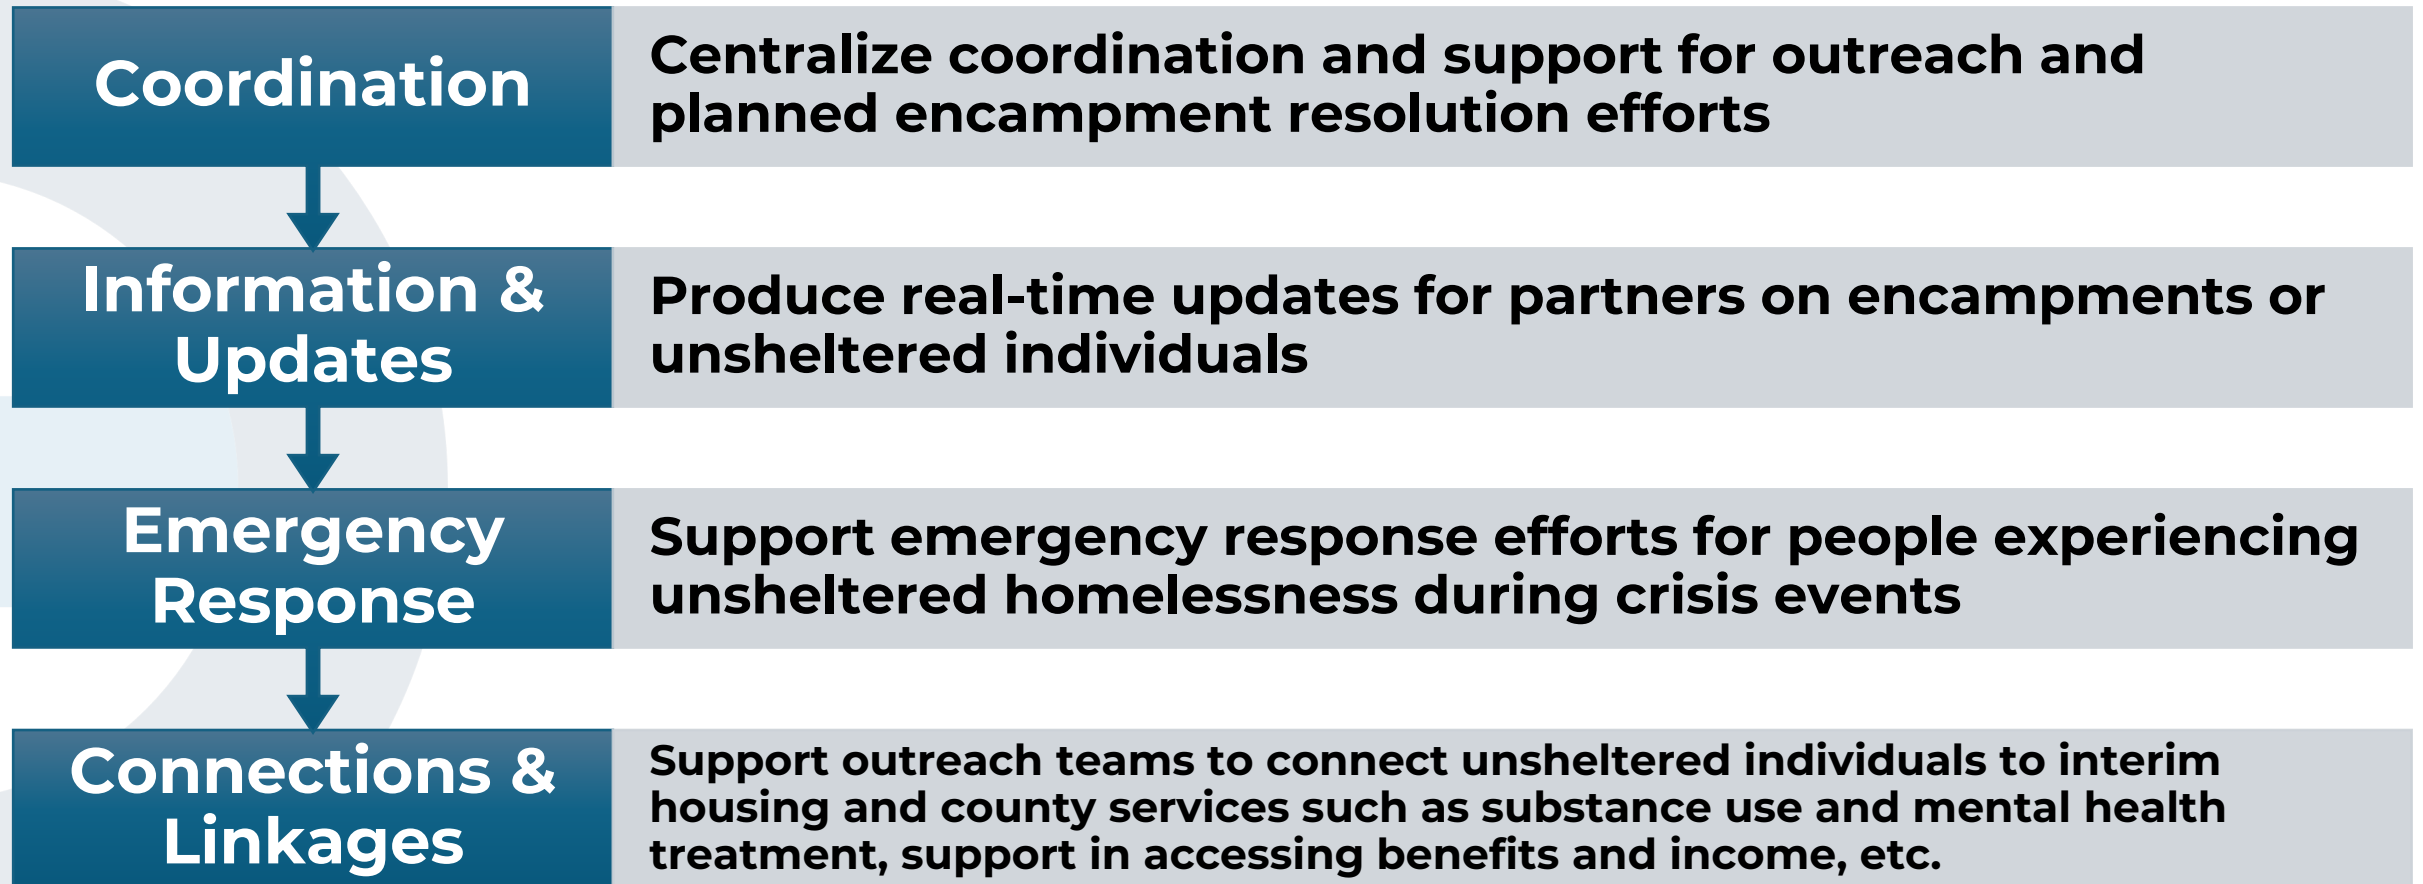 Coordination
Centralize coordination and support for outreach and
planned encampment resolution efforts
Information &
Updates
Produce real-time updates for partners on encampments or
unsheltered individuals
Emergency
Response
Support emergency response efforts for people experiencing
unsheltered homelessness during crisis events
Connections &
Linkages
Support outreach teams to connect unsheltered individuals to interim
housing and county services such as substance use and mental health
treatment, support in accessing benefits and income, etc.